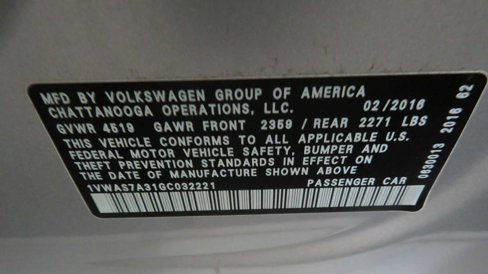 MFD BY VOLKSWAGEN GROUP OF AMERICA
CHATTANOOGA OPERATIONS, LLC. 02/2016
GVWR 4519 GAWR FRONT 2359 / REAR 2271 LBS
THIS VEHICLE CONFORMS TO ALL APPLICABLE U.S.
FEDERAL MOTOR VEHICLE SAFETY, BUMPER AND
THEFT PREVENTION STANDARDS IN EFFECT ON
THE DATE OF MANUFACTURE SHOWN ABOVE
1VWAS7A31GC032221 PASSENGER CAR
0630013 2016 02